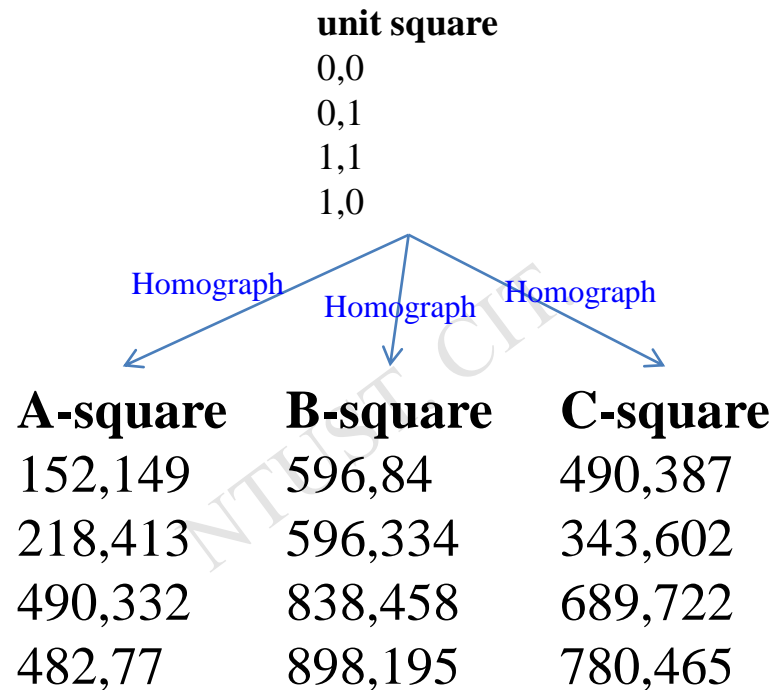 unit square
0,0
0,1
1,1
1,0
Homograph Homograph Homograph
A-square B-square C-square
152,149 596,84 490,387
218,413 596,334 343,602
490,332 838,458 689,722
482,77 898,195 780,465
NTUST, CIT